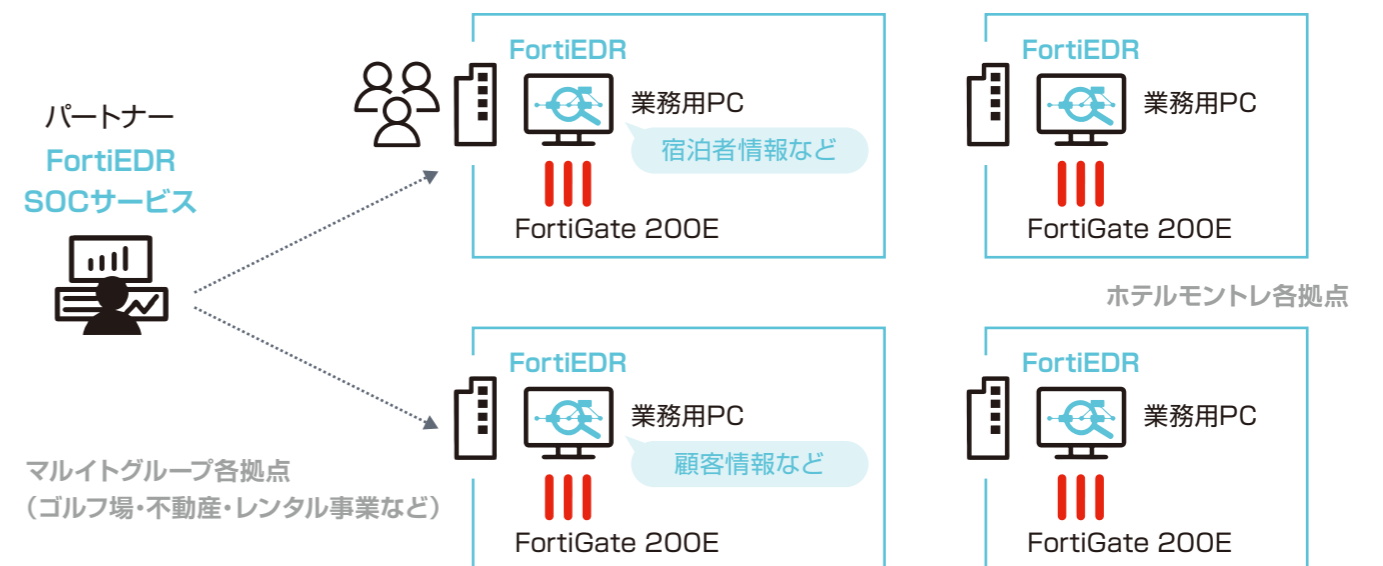 パートナー
FortiEDR
SOCサービス
FortiEDR
業務用PC
宿泊者情報など
FortiGate 200E
FortiEDR
業務用PC
FortiGate 200E
ホテルモントレ各拠点
FortiEDR
業務用PC
顧客情報など
FortiGate 200E
FortiEDR
業務用PC
FortiGate 200E
マルイトグループ各拠点
（ゴルフ場・不動産・レンタル事業など）